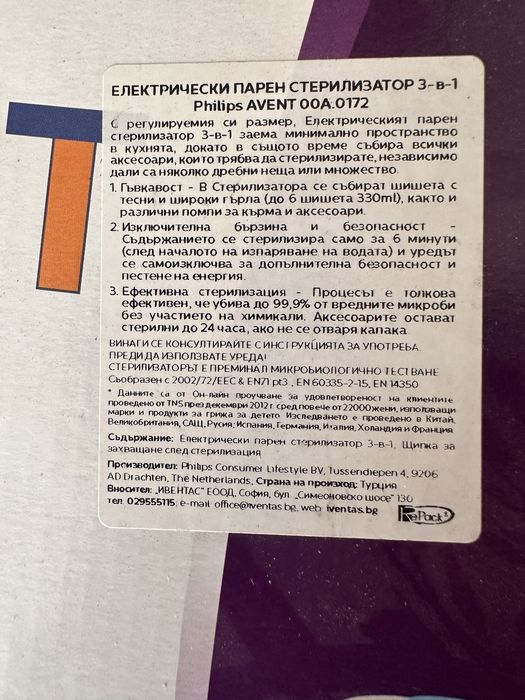 ЕЛЕКТРИЧЕСКИ ПАРЕН СТЕРИЛИЗАТОР 3-в-1
Philips AVENT 00A.0172
С регулируемия си размер, Електрическият парен
стерилизатор 3-в-1 заема минимално пространство
в кухнята, докато в същото време събира всички
аксесоари, които трябва да стерилизирате, независимо
дали са няколко дребни неща или множество.
1. Гъвкавост - В Стерилизатора се събират шишета с
тесни и широки гърла (до 6 шишета 330ml), както и
различни помпи за кърма и аксесоари.
2. Изключителна бързина и безопасност -
Съдържанието се стерилизира само за 6 минути
(след началото на изпаряване на водата) и уредът
се самоизключва за допълнителна безопасност и
пестене на енергия.
3. Ефективна стерилизация - Процесът е толкова
ефективен, че убива до 99,9% от вредните микроби
без участието на химикали. Аксесоарите остават
стерилни до 24 часа, ако не се отваря капака
ВИНАГИ СЕ КОНСУЛТИРАЙТЕ С ИНСТРУКЦИЯТА ЗА УПОТРЕБА,
ПРЕДИ ДА ИЗПОЛЗВАТЕ УРЕДА!
СТЕРИЛИЗАТОРЪТ Е ПРЕМИНАЛ МИКРОБИОЛОГИЧНО ТЕСТВАНЕ
Съобразен с 2002/72/EEC & EN71 pt3 , EN 60335-2-15, EN 14350
* Данните са от Он-лайн проучване за удовлетвореност на клиентите
проведено от TNS през декември 2012 г. сред повече от 22000 жени, използващи
марки и продукти за грижа за детето Изследването е проведено в Китай,
Великобритания, САЩ, Русия, Испания, Германия, Италия, Холандия и Франция
Съдържание: Електрически парен стерилизатор 3-в-1, Щипка за
захващане след стерилизация
Производител: Philips Consumer Lifestyle BV, Tussendiepen 4, 9206
AD Drachten, The Netherlands, Страна на произход: Турция
Вносител: „ИВЕНТАС" ЕООД, София, бул. „Симеоновско шосе" 130
тел. 029555115, e-mail: office@iventas.bg, web: iventas.bg
RePack
T